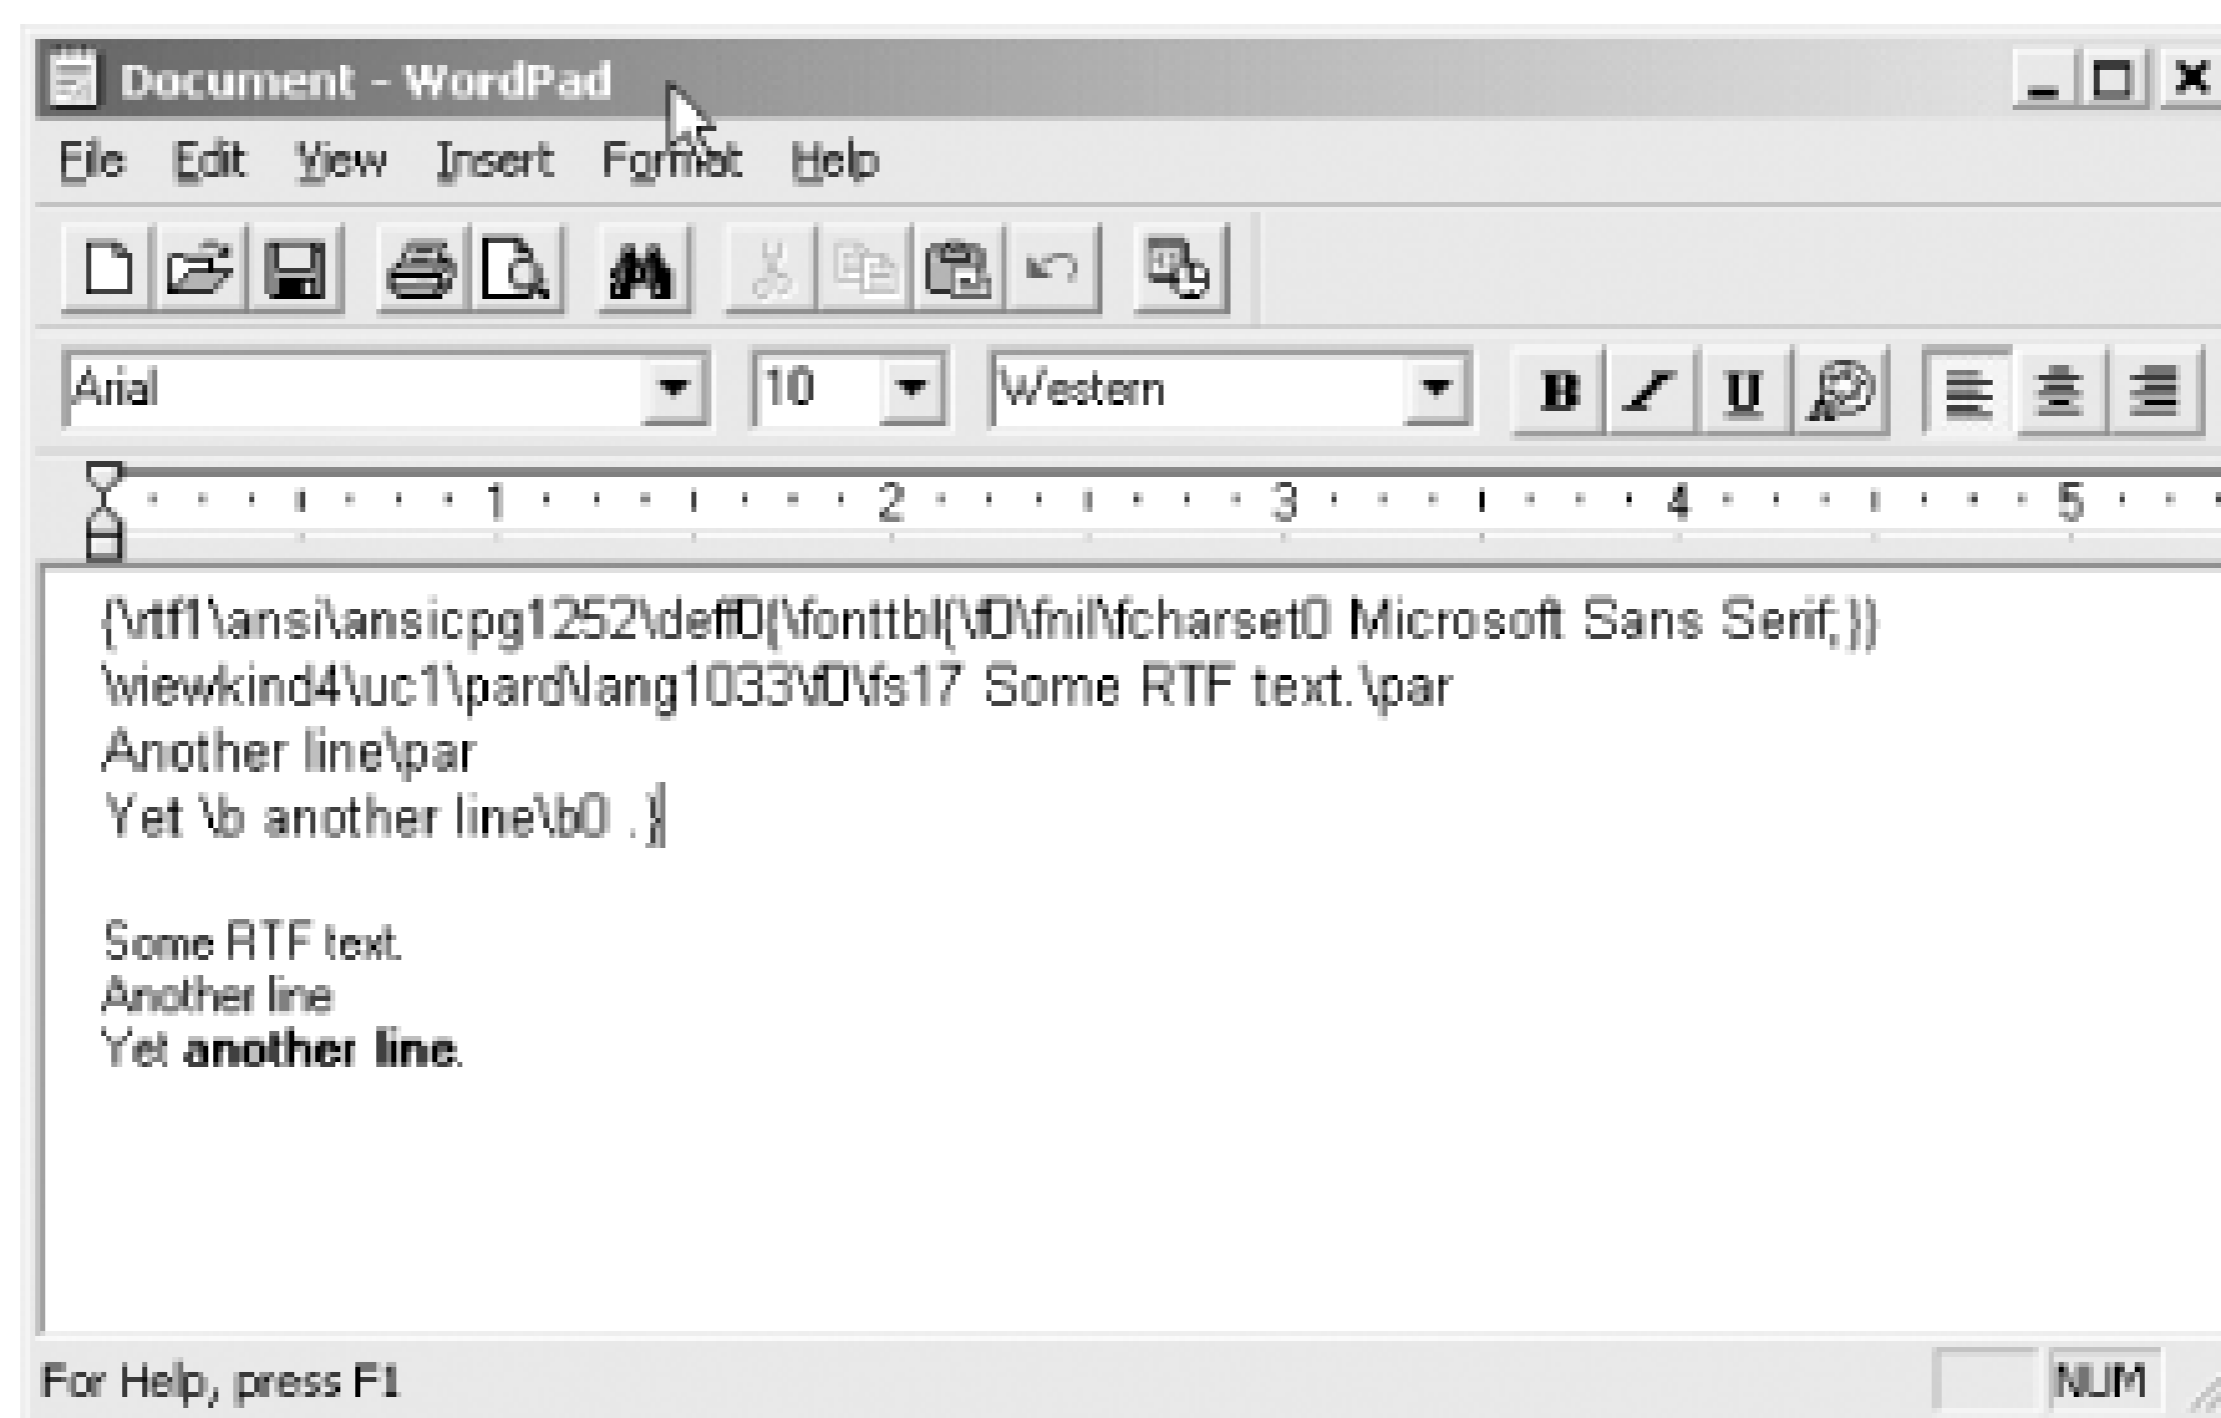 Document - WordPad
File Edit View Insert Format Help
Arial 10 Western B I U
1 2 3 4 5
{\rtf1\ansi\ansicpg1252\deff0{\fonttbl{\f0\fnil\fcharset0 Microsoft Sans Serif;}}
\viewkind4\uc1\pard\lang1033\f0\fs17 Some RTF text.\par
Another line\par
Yet \b another line\b0 .}
Some RTF text.
Another line
Yet another line.
For Help, press F1 NUM